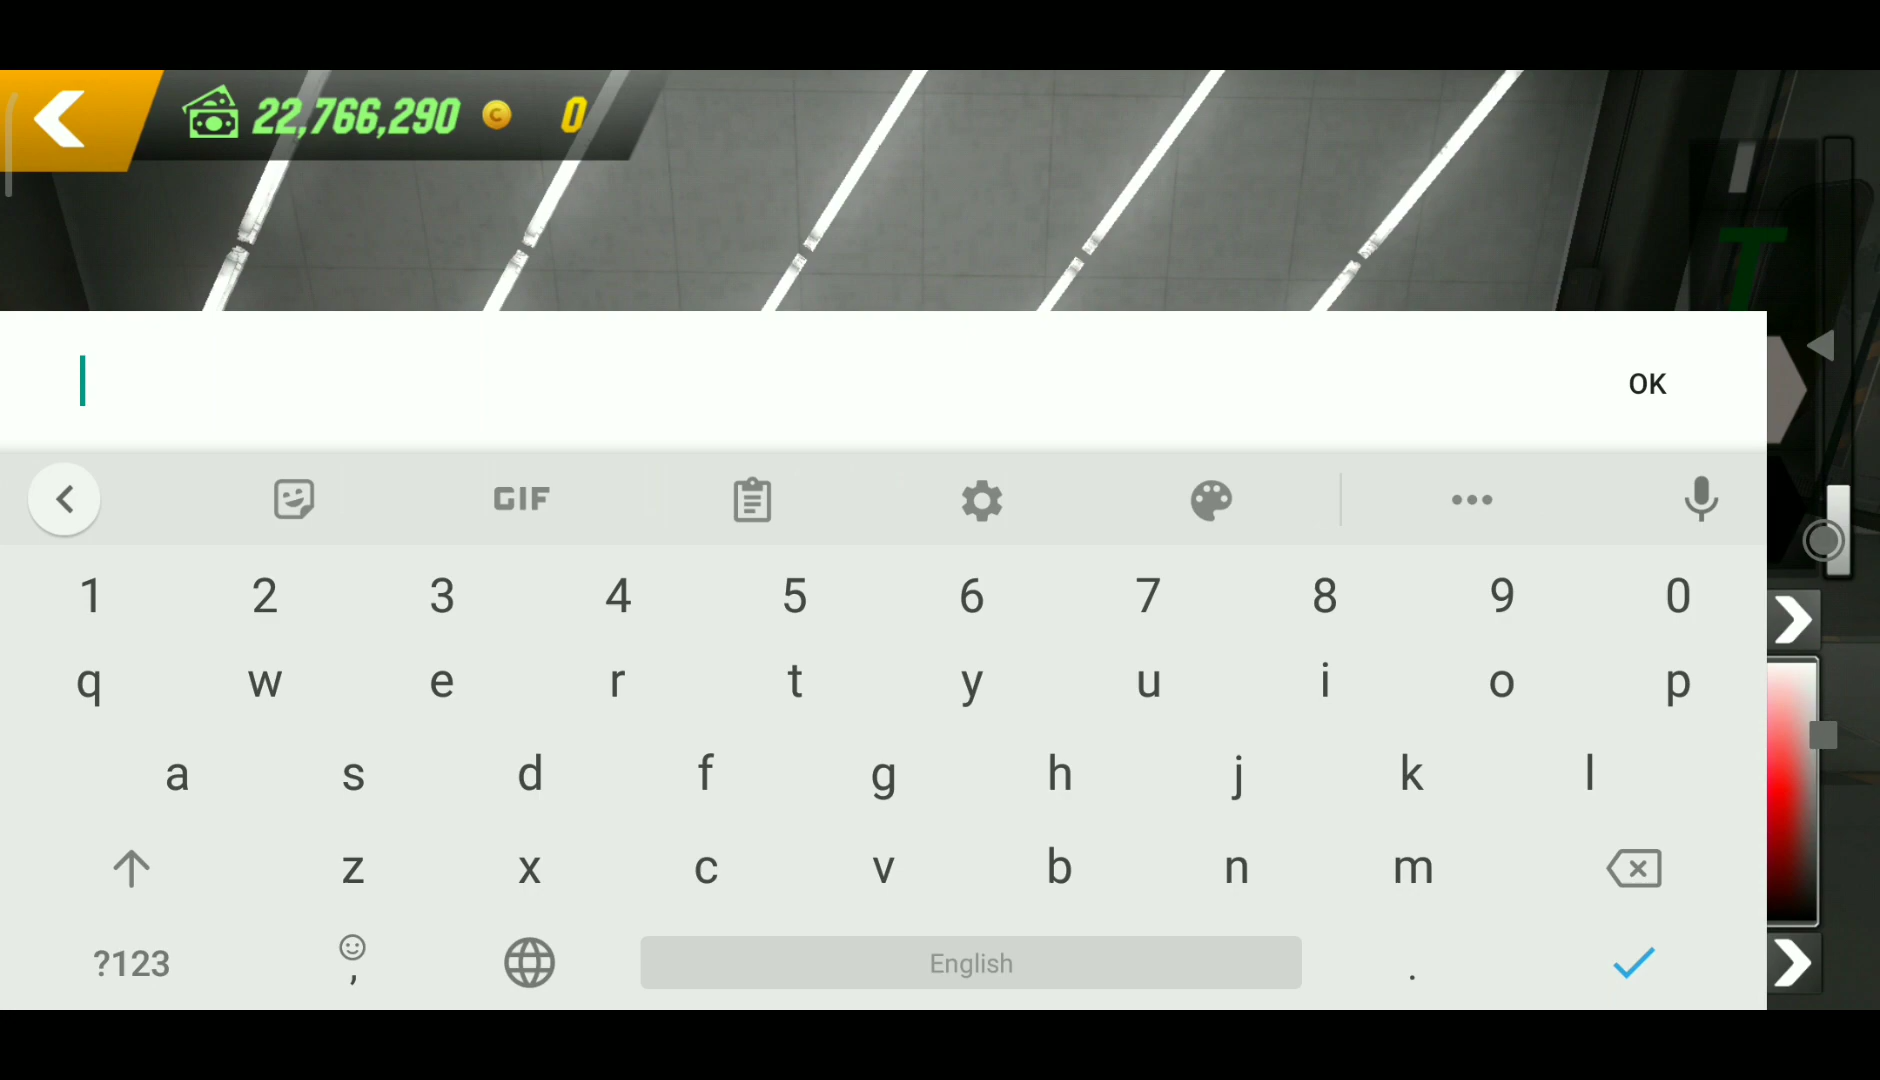 22,766,290 C 0
T
OK
GIF
1 2 3 4 5 6 7 8 9 0
q w e r t y u i o p
a s d f g h j k l
z x c v b n m
?123 , English .